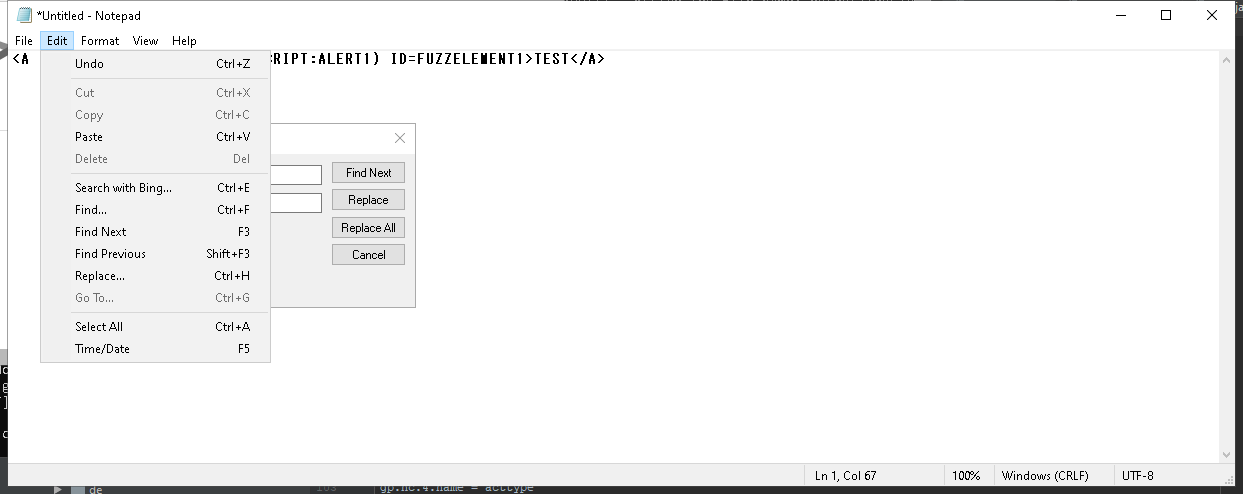 *Untitled - Notepad
File Edit Format View Help
<A RIPT:ALERT1) ID=FUZZELEMENT1>TEST</A>
Undo Ctrl+Z
Cut Ctrl+X
Copy Ctrl+C
Paste Ctrl+V
Delete Del
Search with Bing... Ctrl+E
Find... Ctrl+F
Find Next F3
Find Previous Shift+F3
Replace... Ctrl+H
Go To... Ctrl+G
Select All Ctrl+A
Time/Date F5
Find Next
Replace
Replace All
Cancel
Ln 1, Col 67 100% Windows (CRLF) UTF-8
de
gp.nc.4.name = acttype